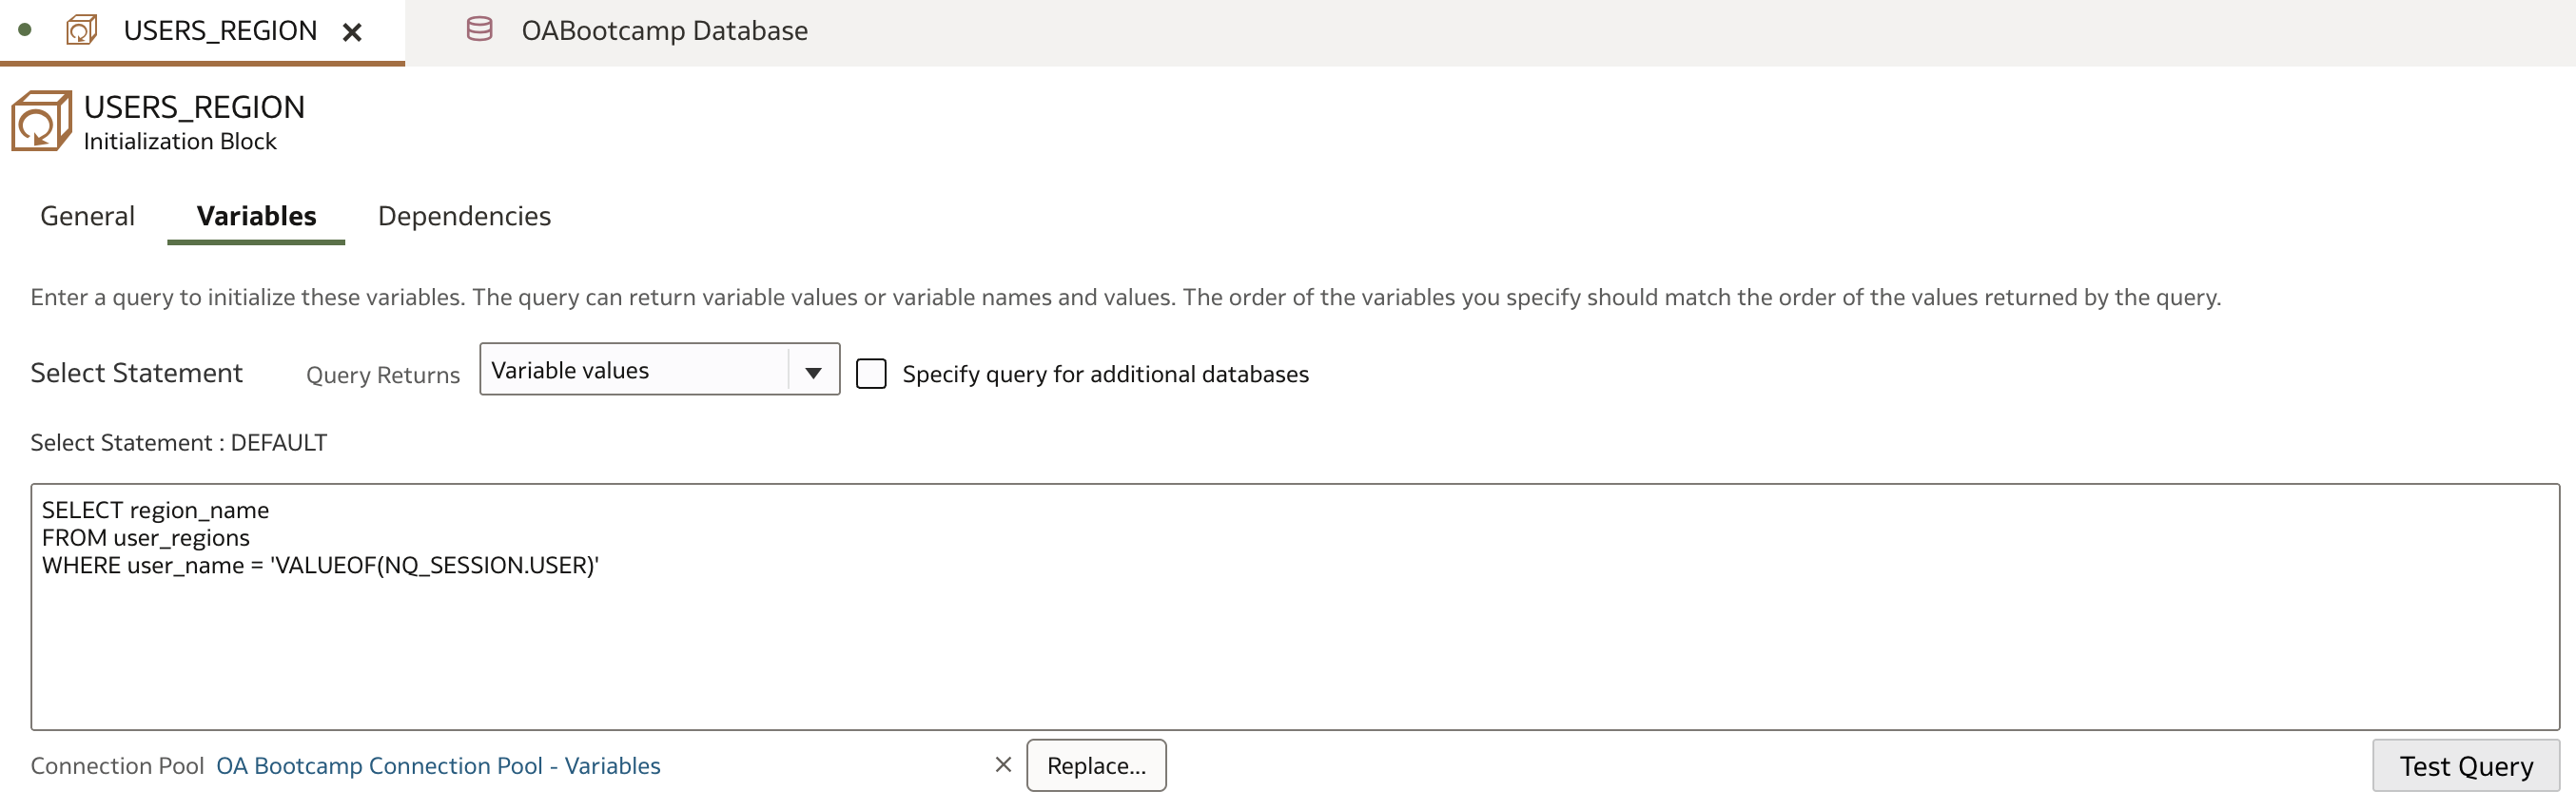 USERS_REGION
OABootcamp Database
USERS_REGION
Initialization Block
General Variables Dependencies
Enter a query to initialize these variables. The query can return variable values or variable names and values. The order of the variables you specify should match the order of the values returned by the query.
Select Statement Query Returns Variable values Specify query for additional databases
Select Statement : DEFAULT
SELECT region_name
FROM user_regions
WHERE user_name = 'VALUEOF(NQ_SESSION.USER)'
Connection Pool OA Bootcamp Connection Pool - Variables Replace... Test Query